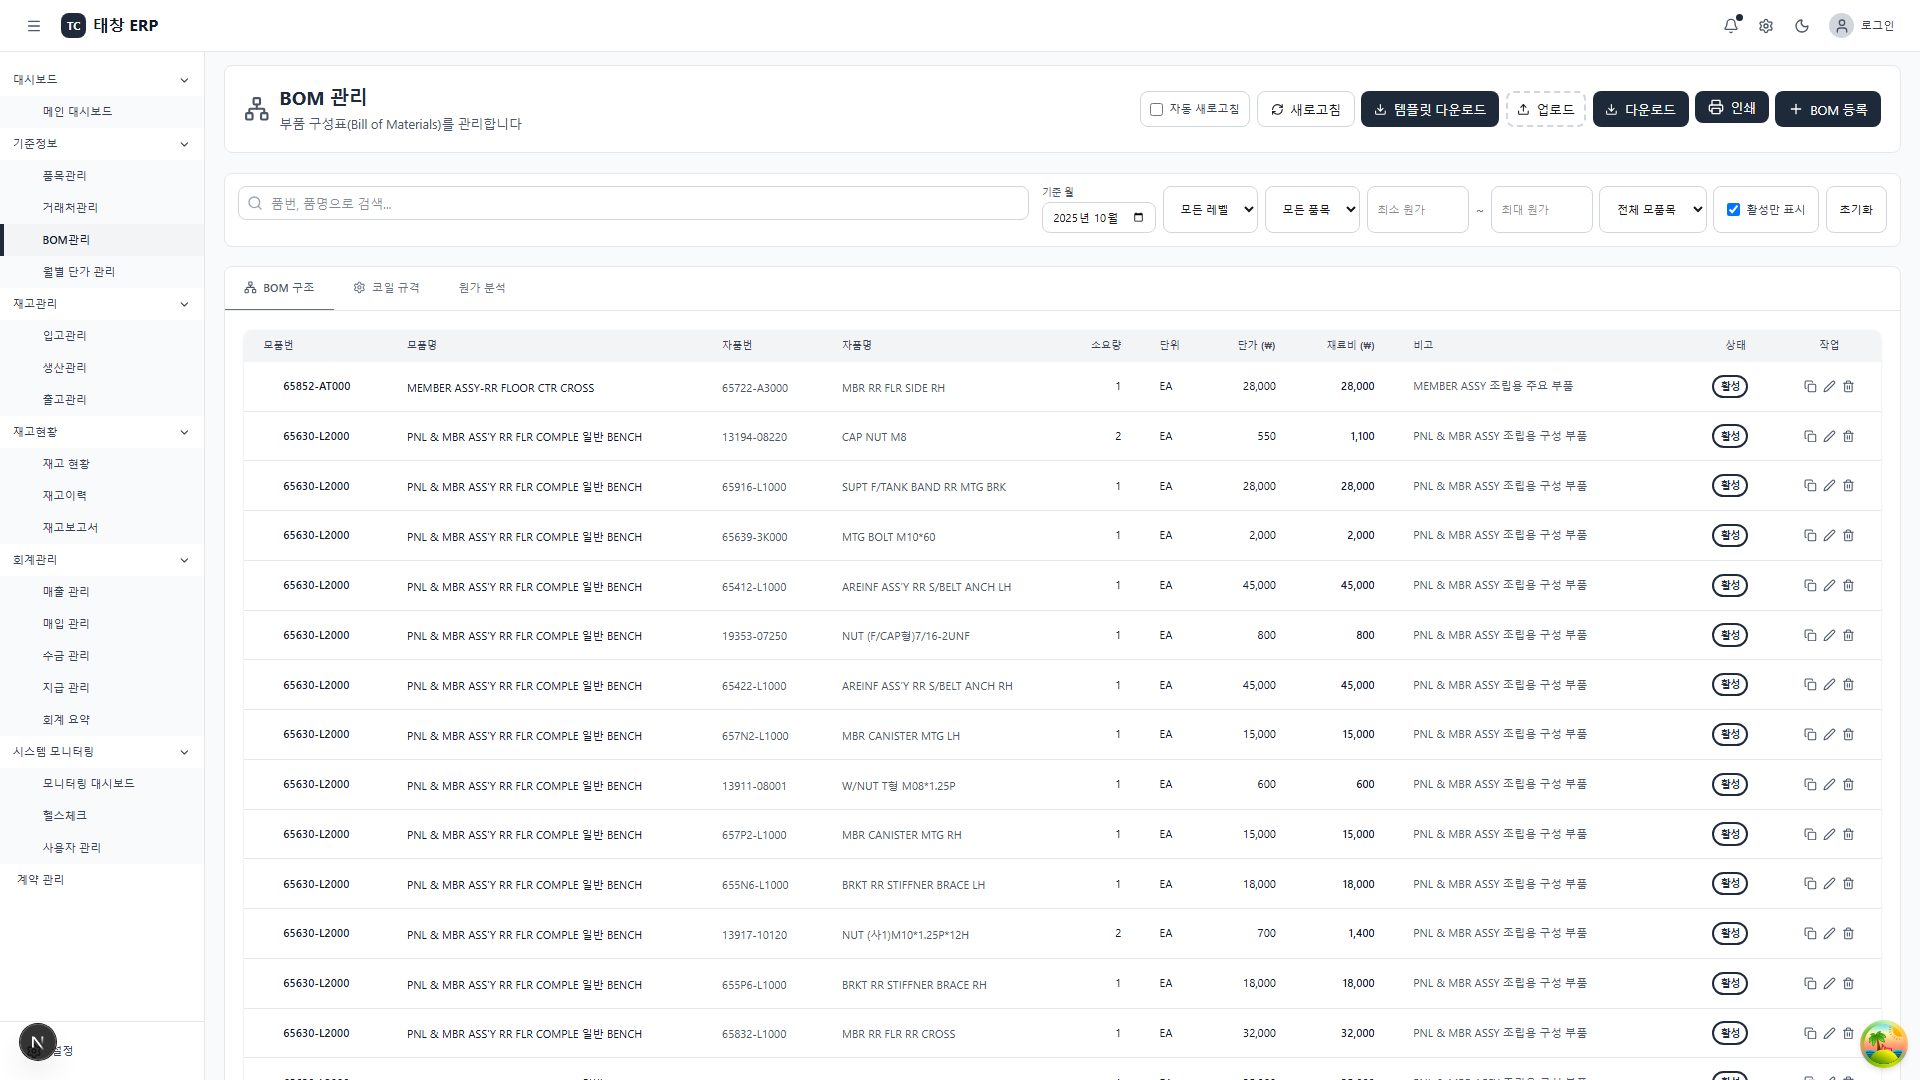 TC 태창 ERP
로그인
대시보드
메인 대시보드
기준정보
품목관리
거래처관리
BOM관리
월별 단가 관리
재고관리
입고관리
생산관리
출고관리
재고현황
재고 현황
재고이력
재고보고서
회계관리
매출 관리
매입 관리
수금 관리
지급 관리
회계 요약
시스템 모니터링
모니터링 대시보드
헬스체크
사용자 관리
계약 관리
N 설정
BOM 관리
부품 구성표(Bill of Materials)를 관리합니다
자동 새로고침 새로고침 템플릿 다운로드 업로드 다운로드 인쇄 BOM 등록
품번, 품명으로 검색...
기준 월
2025년 10월 모든 레벨 모든 품목 최소 원가 ~ 최대 원가 전체 모품목 활성만 표시 초기화
BOM 구조 코일 규격 원가 분석
모품번 모품명 자품번 자품명 소요량 단위 단가 (₩) 재료비 (₩) 비고 상태 작업
65852-AT000 MEMBER ASSY-RR FLOOR CTR CROSS 65722-A3000 MBR RR FLR SIDE RH 1 EA 28,000 28,000 MEMBER ASSY 조립용 주요 부품 활성
65630-L2000 PNL & MBR ASS'Y RR FLR COMPLE 일반 BENCH 13194-08220 CAP NUT M8 2 EA 550 1,100 PNL & MBR ASSY 조립용 구성 부품 활성
65630-L2000 PNL & MBR ASS'Y RR FLR COMPLE 일반 BENCH 65916-L1000 SUPT F/TANK BAND RR MTG BRK 1 EA 28,000 28,000 PNL & MBR ASSY 조립용 구성 부품 활성
65630-L2000 PNL & MBR ASS'Y RR FLR COMPLE 일반 BENCH 65639-3K000 MTG BOLT M10*60 1 EA 2,000 2,000 PNL & MBR ASSY 조립용 구성 부품 활성
65630-L2000 PNL & MBR ASS'Y RR FLR COMPLE 일반 BENCH 65412-L1000 AREINF ASS'Y RR S/BELT ANCH LH 1 EA 45,000 45,000 PNL & MBR ASSY 조립용 구성 부품 활성
65630-L2000 PNL & MBR ASS'Y RR FLR COMPLE 일반 BENCH 19353-07250 NUT (F/CAP형)7/16-2UNF 1 EA 800 800 PNL & MBR ASSY 조립용 구성 부품 활성
65630-L2000 PNL & MBR ASS'Y RR FLR COMPLE 일반 BENCH 65422-L1000 AREINF ASS'Y RR S/BELT ANCH RH 1 EA 45,000 45,000 PNL & MBR ASSY 조립용 구성 부품 활성
65630-L2000 PNL & MBR ASS'Y RR FLR COMPLE 일반 BENCH 657N2-L1000 MBR CANISTER MTG LH 1 EA 15,000 15,000 PNL & MBR ASSY 조립용 구성 부품 활성
65630-L2000 PNL & MBR ASS'Y RR FLR COMPLE 일반 BENCH 13911-08001 W/NUT T형 M08*1.25P 1 EA 600 600 PNL & MBR ASSY 조립용 구성 부품 활성
65630-L2000 PNL & MBR ASS'Y RR FLR COMPLE 일반 BENCH 657P2-L1000 MBR CANISTER MTG RH 1 EA 15,000 15,000 PNL & MBR ASSY 조립용 구성 부품 활성
65630-L2000 PNL & MBR ASS'Y RR FLR COMPLE 일반 BENCH 655N6-L1000 BRKT RR STIFFNER BRACE LH 1 EA 18,000 18,000 PNL & MBR ASSY 조립용 구성 부품 활성
65630-L2000 PNL & MBR ASS'Y RR FLR COMPLE 일반 BENCH 13917-10120 NUT (사1)M10*1.25P*12H 2 EA 700 1,400 PNL & MBR ASSY 조립용 구성 부품 활성
65630-L2000 PNL & MBR ASS'Y RR FLR COMPLE 일반 BENCH 655P6-L1000 BRKT RR STIFFNER BRACE RH 1 EA 18,000 18,000 PNL & MBR ASSY 조립용 구성 부품 활성
65630-L2000 PNL & MBR ASS'Y RR FLR COMPLE 일반 BENCH 65832-L1000 MBR RR FLR RR CROSS 1 EA 32,000 32,000 PNL & MBR ASSY 조립용 구성 부품 활성